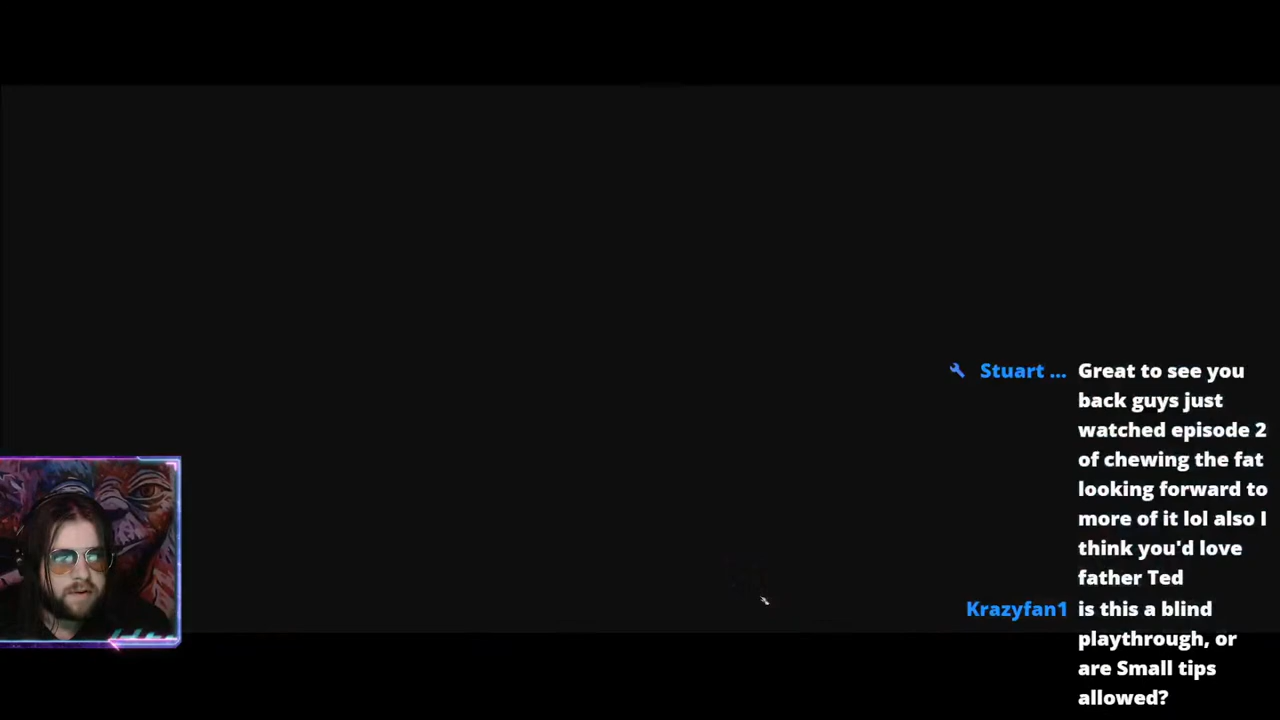 Stuart ... Great to see you
back guys just
watched episode 2
of chewing the fat
looking forward to
more of it lol also I
think you'd love
father Ted
Krazyfan1 is this a blind
playthrough, or
are Small tips
allowed?